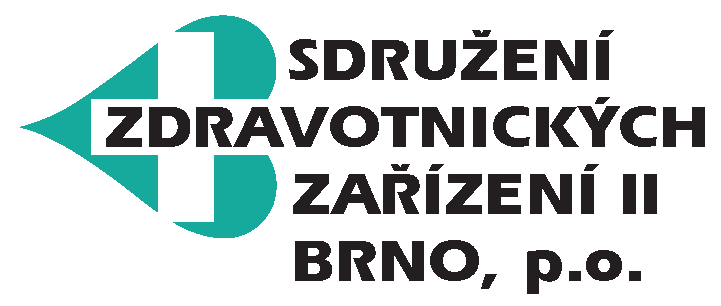 SDRUŽENÍ
ZDRAVOTNICKÝCH
ZAŘÍZENÍ II
BRNO, p.o.